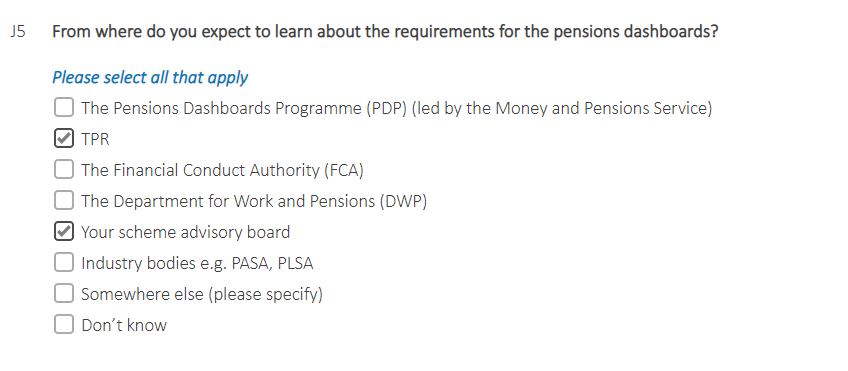 J5 From where do you expect to learn about the requirements for the pensions dashboards?
Please select all that apply
The Pensions Dashboards Programme (PDP) (led by the Money and Pensions Service)
TPR
The Financial Conduct Authority (FCA)
The Department for Work and Pensions (DWP)
Your scheme advisory board
Industry bodies e.g. PASA, PLSA
Somewhere else (please specify)
Don't know